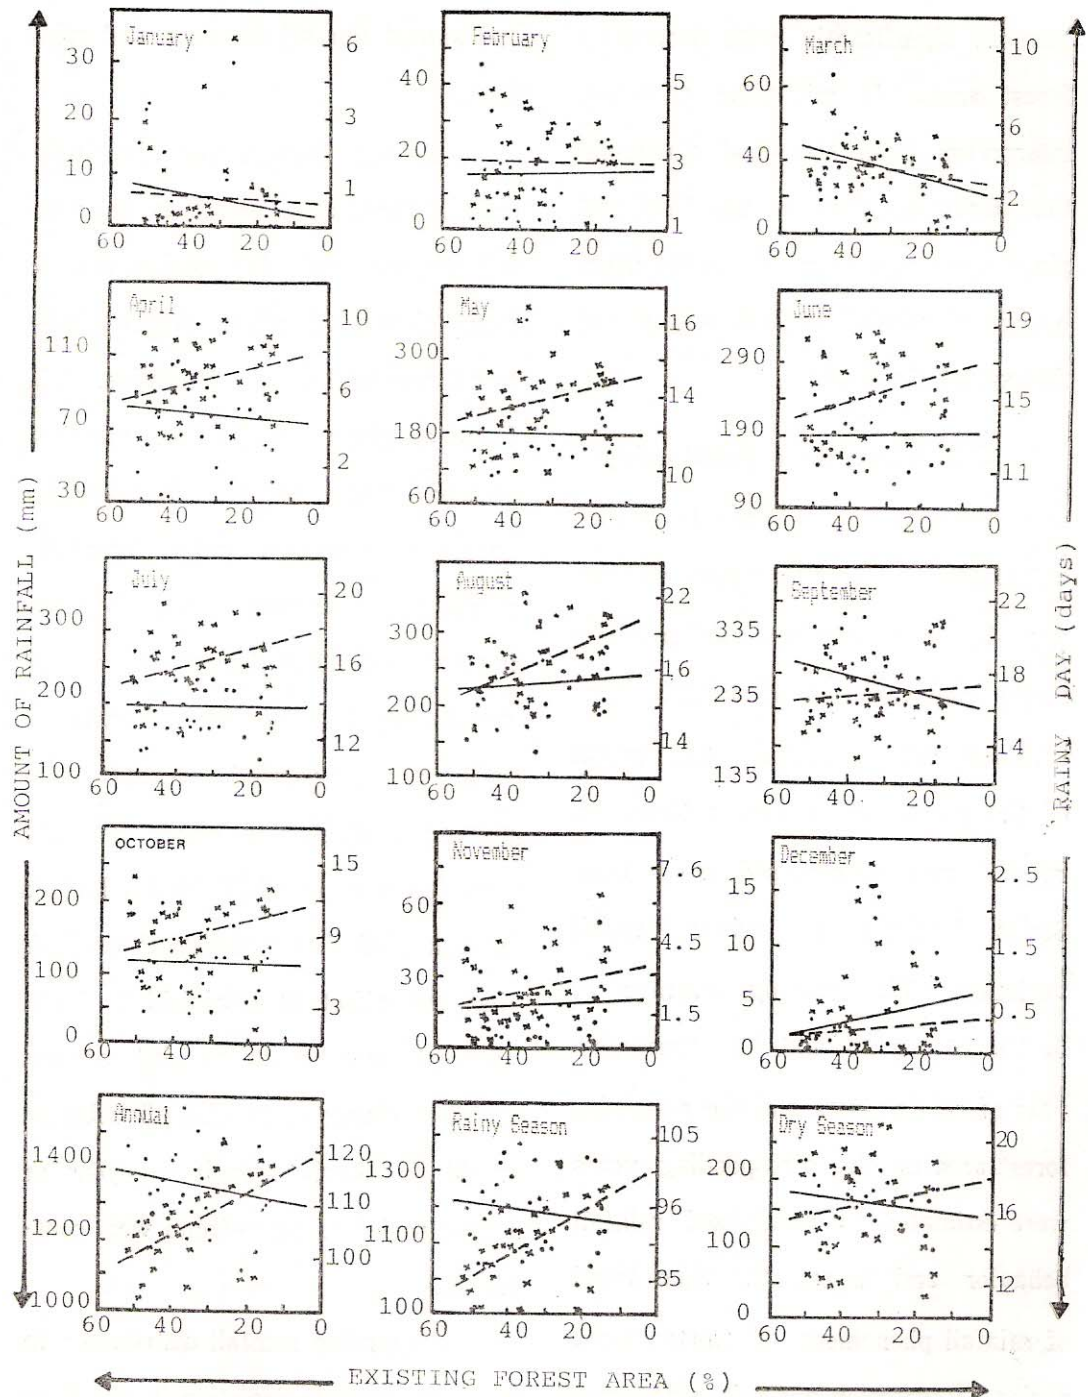 January
30
20
10
0
6
3
1
60 40 20 0
February
40
20
0
5
3
1
60 40 20 0
March
60
40
0
10
6
2
60 40 20 0
April
110
70
30
10
6
2
60 40 20 0
May
300
180
60
16
14
10
60 40 20 0
June
290
190
90
19
15
11
60 40 20 0
July
300
200
100
20
16
12
60 40 20 0
August
300
200
100
22
16
14
60 40 20 0
September
335
235
135
22
18
14
60 40 20 0
OCTOBER
200
100
0
15
9
3
60 40 20 0
November
60
30
0
7.6
4.5
1.5
60 40 20 0
December
15
10
5
0
2.5
1.5
0.5
60 40 20 0
Annual
1400
1200
1000
120
110
100
60 40 20 0
Rainy Season
1300
1100
100
105
96
85
60 40 20 0
Dry Season
200
100
0
20
16
12
60 40 20 0
AMOUNT OF RAINFALL (mm)
RAINY DAY (days)
EXISTING FOREST AREA (%)